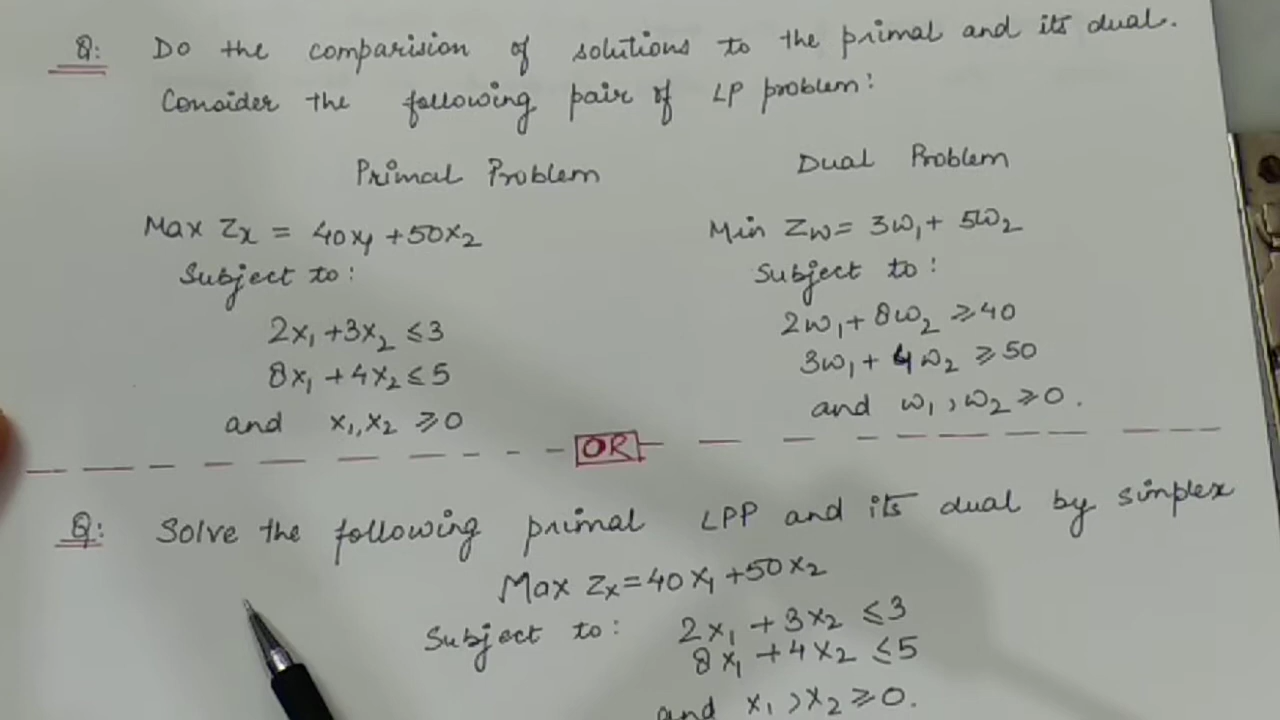 Q: Do the comparision of solutions to the primal and its dual.
Consider the following pair of LP problem:
Primal Problem
Max Zx = 40x1 + 50x2
Subject to:
2x1 + 3x2 ≤ 3
8x1 + 4x2 ≤ 5
and x1, x2 ≥ 0
Dual Problem
Min Zw = 3w1 + 5w2
Subject to:
2w1 + 8w2 ≥ 40
3w1 + 4w2 ≥ 50
and w1, w2 ≥ 0.
OR
Q: Solve the following primal LPP and its dual by simplex
Max Zx = 40x1 + 50x2
Subject to: 2x1 + 3x2 ≤ 3
8x1 + 4x2 ≤ 5
and x1, x2 ≥ 0.